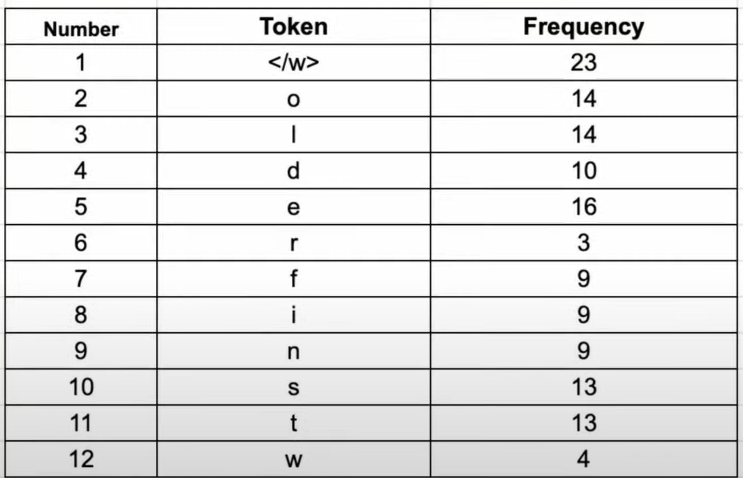 Number Token Frequency
1 </w> 23
2 o 14
3 l 14
4 d 10
5 e 16
6 r 3
7 f 9
8 i 9
9 n 9
10 s 13
11 t 13
12 w 4